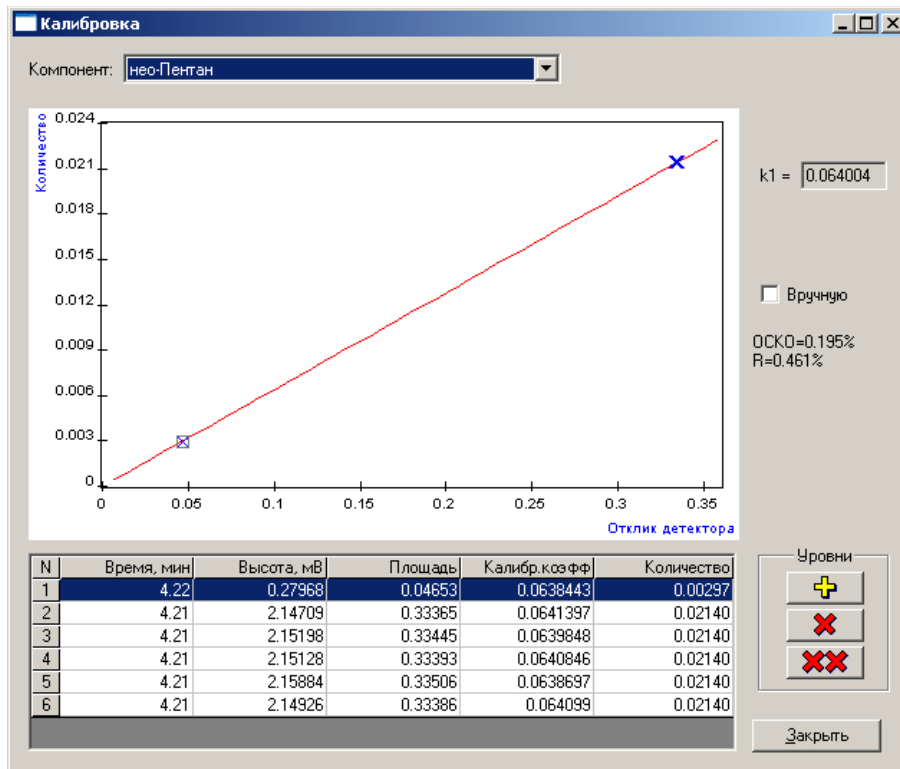 Калибровка
Компонент: нео-Пентан
Количество
0.024
0.021
0.018
0.015
0.012
0.009
0.006
0.003
0
0 0.05 0.1 0.15 0.2 0.25 0.3 0.35
Отклик детектора
k1 = 0.064004
Вручную
ОСКО=0.195%
R=0.461%
N Время, мин Высота, мВ Площадь Калибр.коэфф Количество
1 4.22 0.27968 0.04653 0.0638443 0.00297
2 4.21 2.14709 0.33365 0.0641397 0.02140
3 4.21 2.15198 0.33445 0.0639848 0.02140
4 4.21 2.15128 0.33393 0.0640846 0.02140
5 4.21 2.15884 0.33506 0.0638697 0.02140
6 4.21 2.14926 0.33386 0.064099 0.02140
Уровни
Закрыть